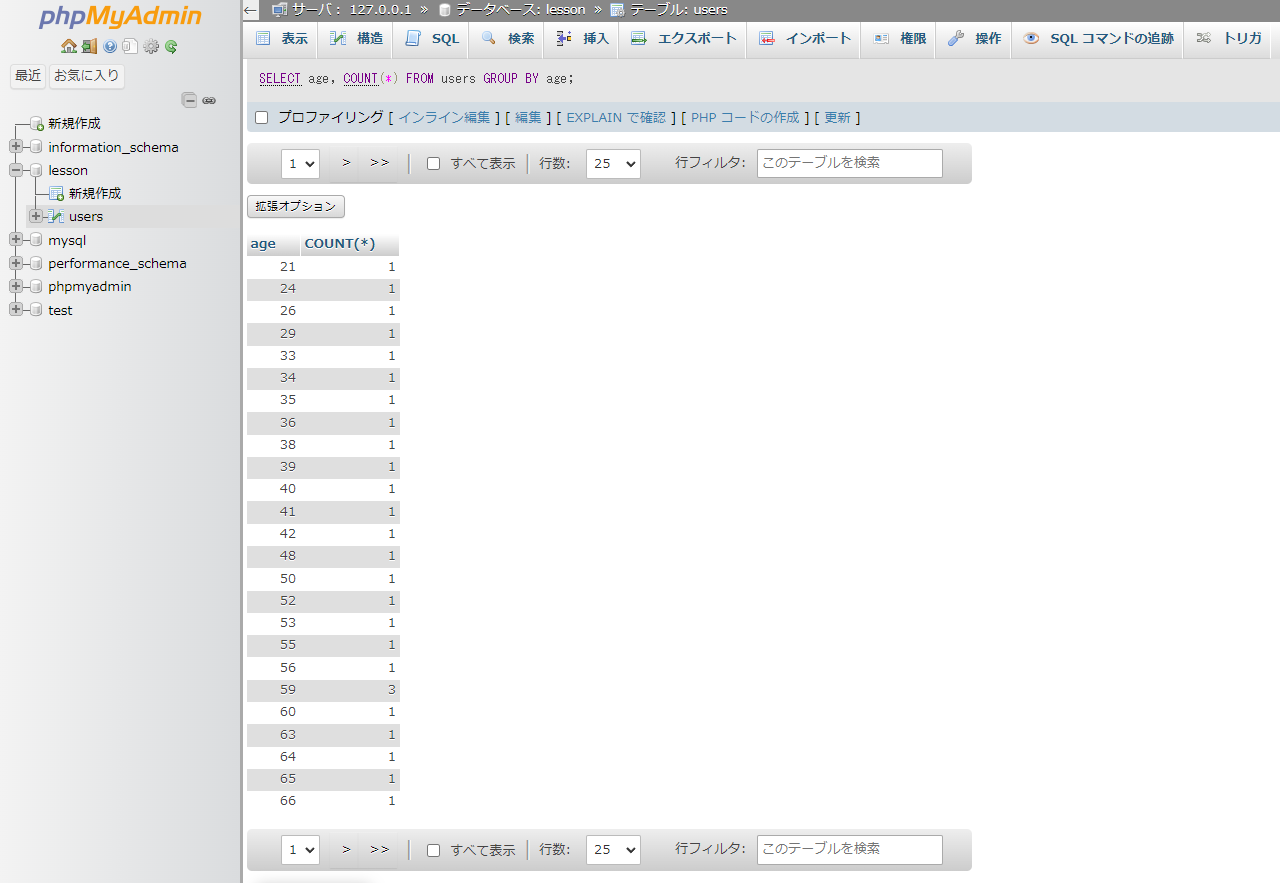 phpMyAdmin
最近 お気に入り
新規作成
information_schema
lesson
新規作成
users
mysql
performance_schema
phpmyadmin
test
サーバ: 127.0.0.1 » データベース: lesson » テーブル: users
表示 構造 SQL 検索 挿入 エクスポート インポート 権限 操作 SQL コマンドの追跡 トリガ
SELECT age, COUNT(*) FROM users GROUP BY age;
プロファイリング [ インライン編集 ] [ 編集 ] [ EXPLAIN で確認 ] [ PHP コードの作成 ] [ 更新 ]
1 > >> すべて表示 行数: 25 行フィルタ: このテーブルを検索
拡張オプション
age COUNT(*)
21 1
24 1
26 1
29 1
33 1
34 1
35 1
36 1
38 1
39 1
40 1
41 1
42 1
48 1
50 1
52 1
53 1
55 1
56 1
59 3
60 1
63 1
64 1
65 1
66 1
1 > >> すべて表示 行数: 25 行フィルタ: このテーブルを検索